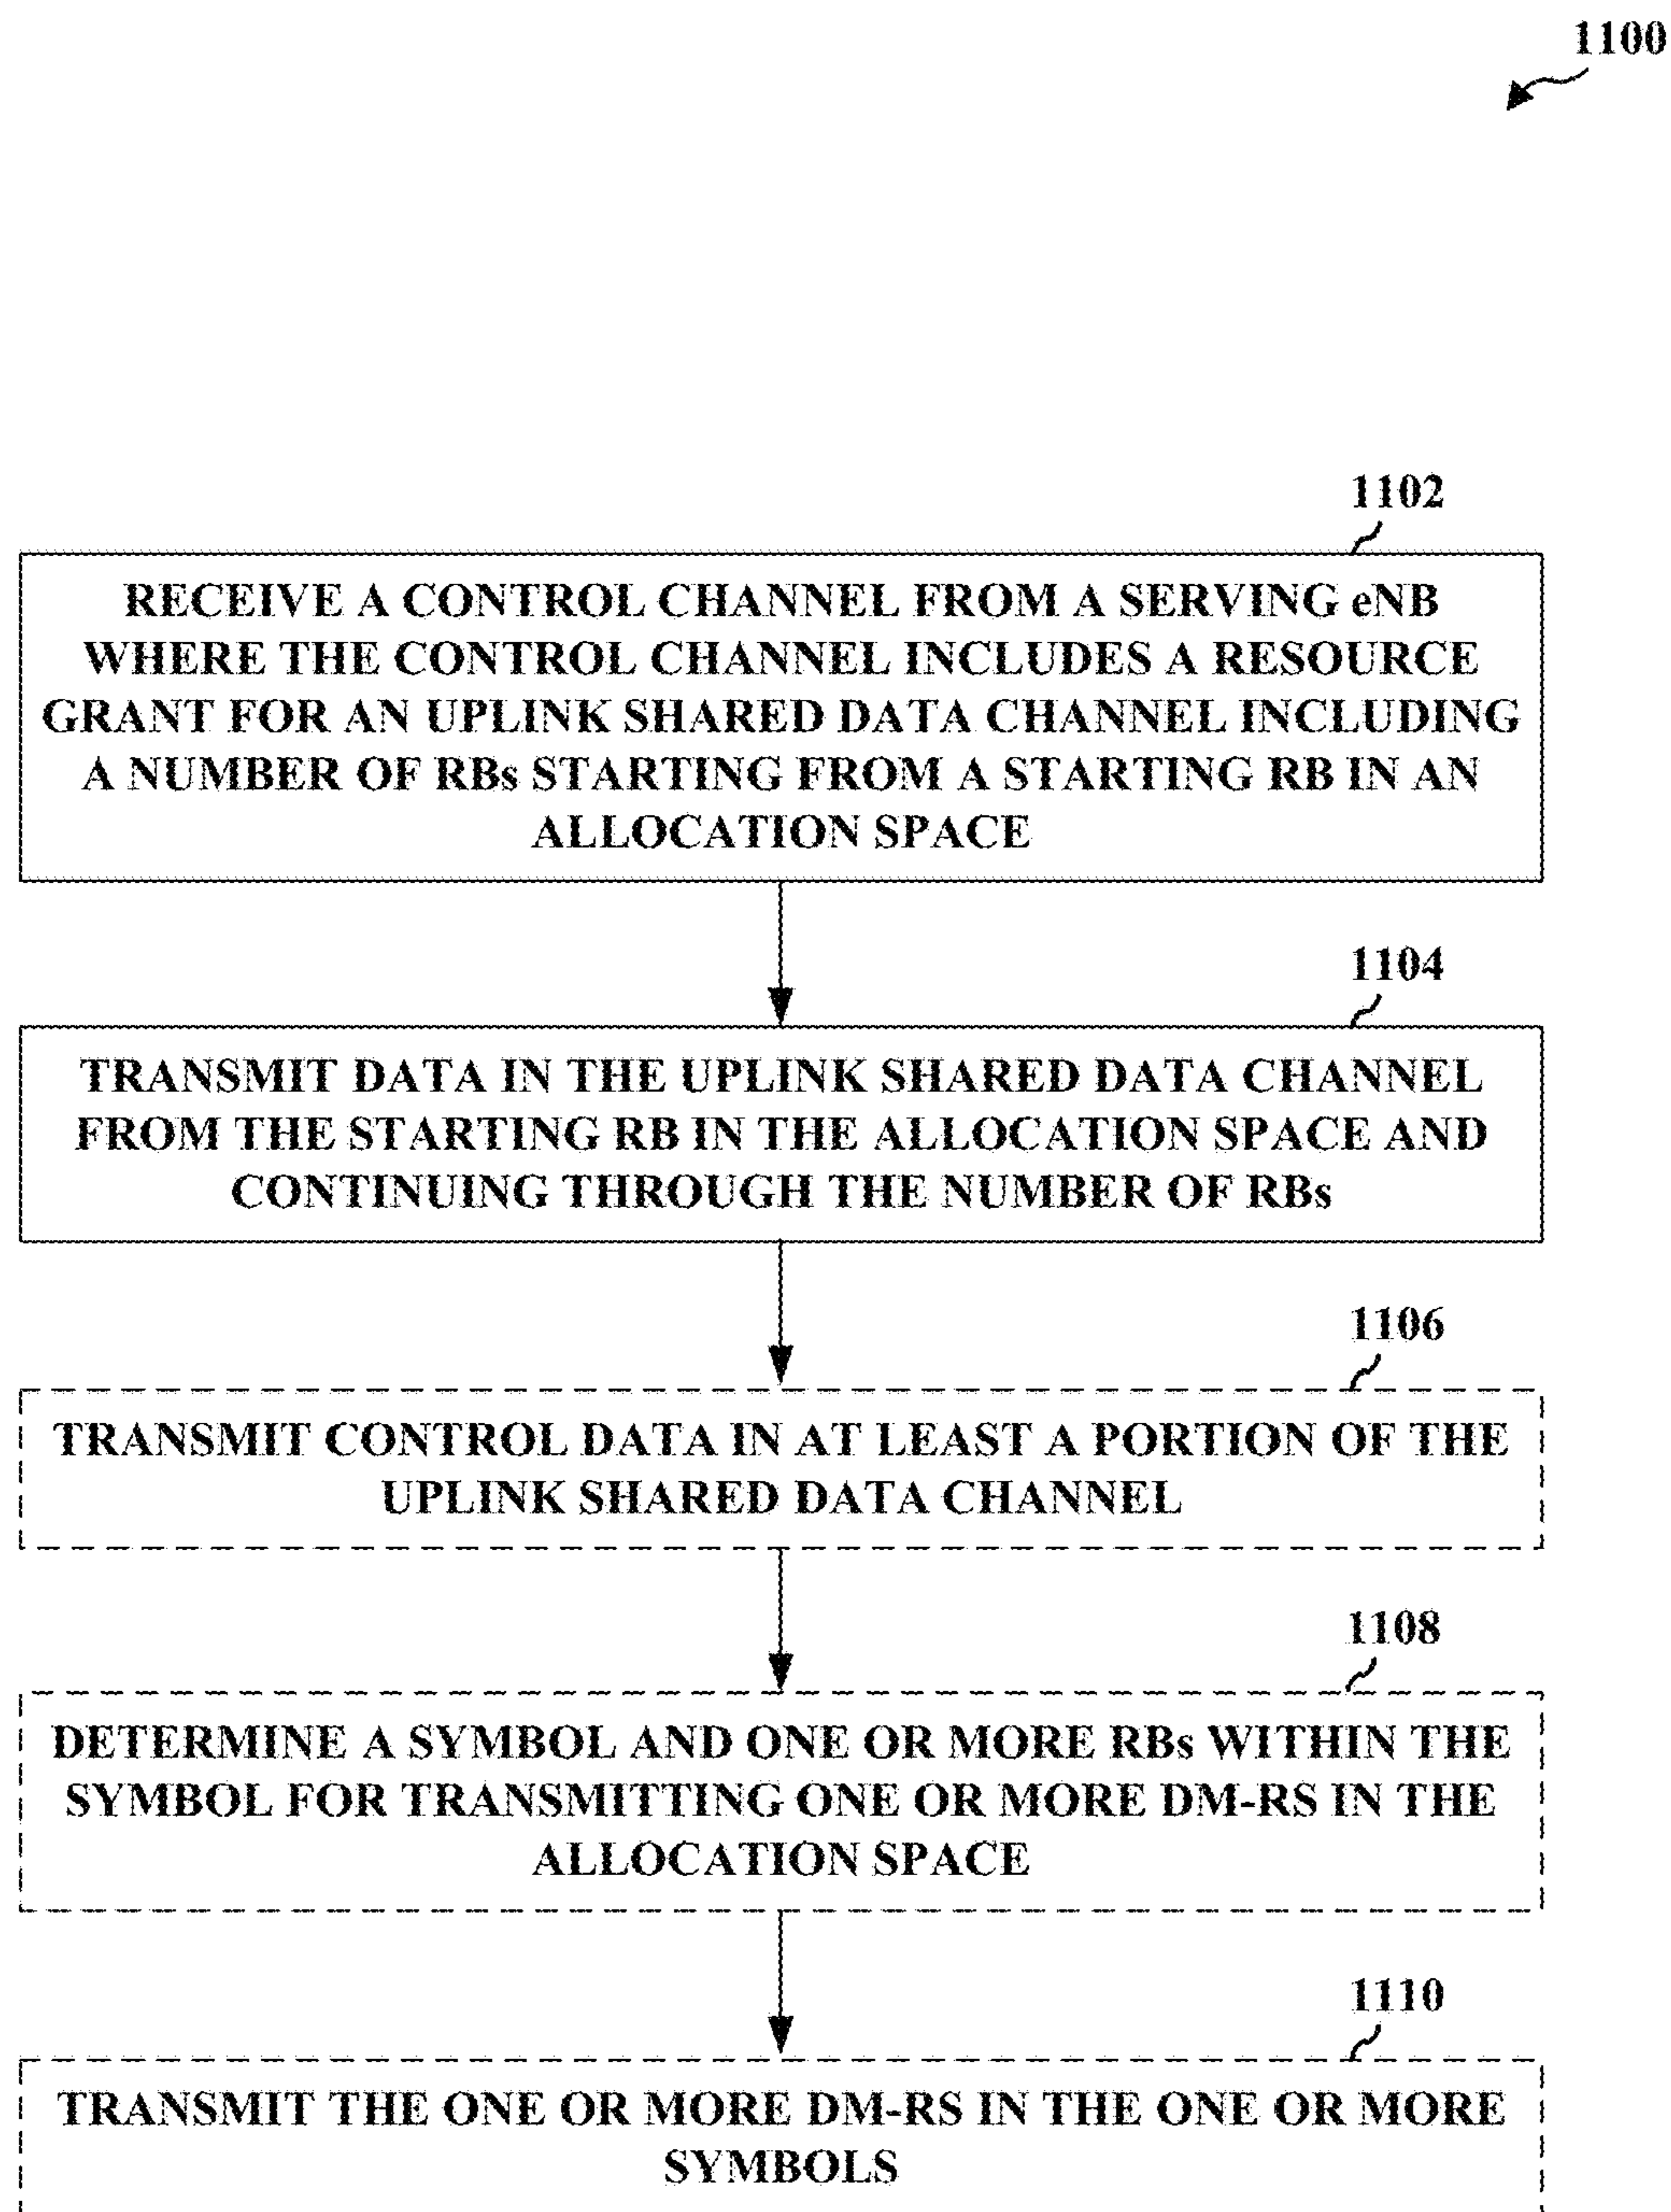 1100
1102
RECEIVE A CONTROL CHANNEL FROM A SERVING eNB
WHERE THE CONTROL CHANNEL INCLUDES A RESOURCE
GRANT FOR AN UPLINK SHARED DATA CHANNEL INCLUDING
A NUMBER OF RBs STARTING FROM A STARTING RB IN AN
ALLOCATION SPACE
1104
TRANSMIT DATA IN THE UPLINK SHARED DATA CHANNEL
FROM THE STARTING RB IN THE ALLOCATION SPACE AND
CONTINUING THROUGH THE NUMBER OF RBs
1106
TRANSMIT CONTROL DATA IN AT LEAST A PORTION OF THE
UPLINK SHARED DATA CHANNEL
1108
DETERMINE A SYMBOL AND ONE OR MORE RBs WITHIN THE
SYMBOL FOR TRANSMITTING ONE OR MORE DM-RS IN THE
ALLOCATION SPACE
1110
TRANSMIT THE ONE OR MORE DM-RS IN THE ONE OR MORE
SYMBOLS